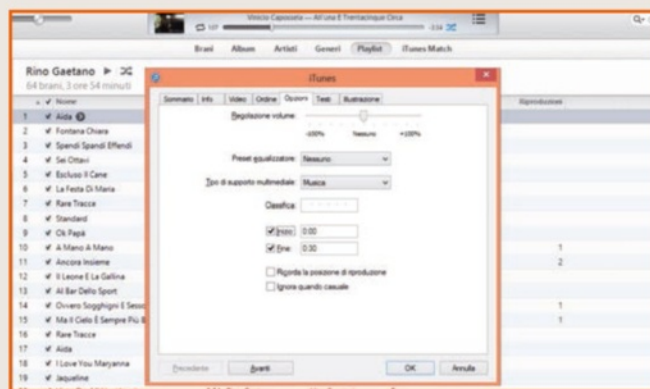 Vinicio Capossela — All'una E Trentacinque Circa
1:07
-2:34
Brani Album Artisti Generi Playlist iTunes Match
Rino Gaetano
64 brani, 3 ore 54 minuti
Nome
Riproduzioni
1 Aida
2 Fontana Chiara
3 Spendi Spandi Effendi
4 Sei Ottavi
5 Escluso Il Cane
6 La Festa Di Maria
7 Rare Tracce
8 Standard
9 Ok Papà
10 A Mano A Mano 1
11 Ancora Insieme 2
12 Il Leone E La Gallina
13 Al Bar Dello Sport
14 Ovvero Sogghigni E Sesso 1
15 Ma Il Cielo È Sempre Più B 1
16 Rare Tracce
17 Aida
18 I Love You Maryanna
19 Jaqueline
iTunes
Sommario Info Video Ordine Opzioni Testi Illustrazione
Regolazione volume:
-100% Nessuno +100%
Preset equalizzatore: Nessuno
Tipo di supporto multimediale: Musica
Classifica:
Inizio: 0:00
Fine: 0:30
Ricorda la posizione di riproduzione
Ignora quando casuale
Precedente Avanti OK Annulla